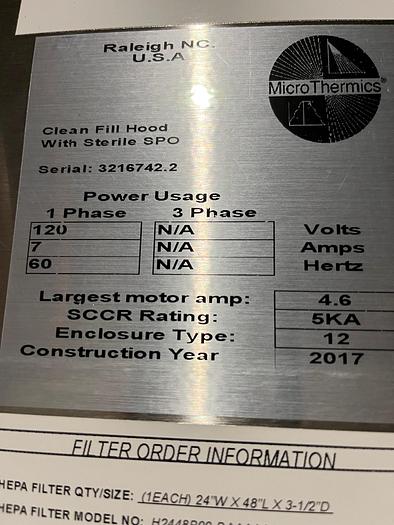 Raleigh NC.
U.S.A
MicroThermics®
Clean Fill Hood
With Sterile SPO
Serial: 3216742.2
Power Usage
1 Phase 3 Phase
120 N/A Volts
7 N/A Amps
60 N/A Hertz
Largest motor amp: 4.6
SCCR Rating: 5KA
Enclosure Type: 12
Construction Year 2017
FILTER ORDER INFORMATION
HEPA FILTER QTY/SIZE: (1EACH) 24"W X 48"L X 3-1/2"D
HEPA FILTER MODEL NO: